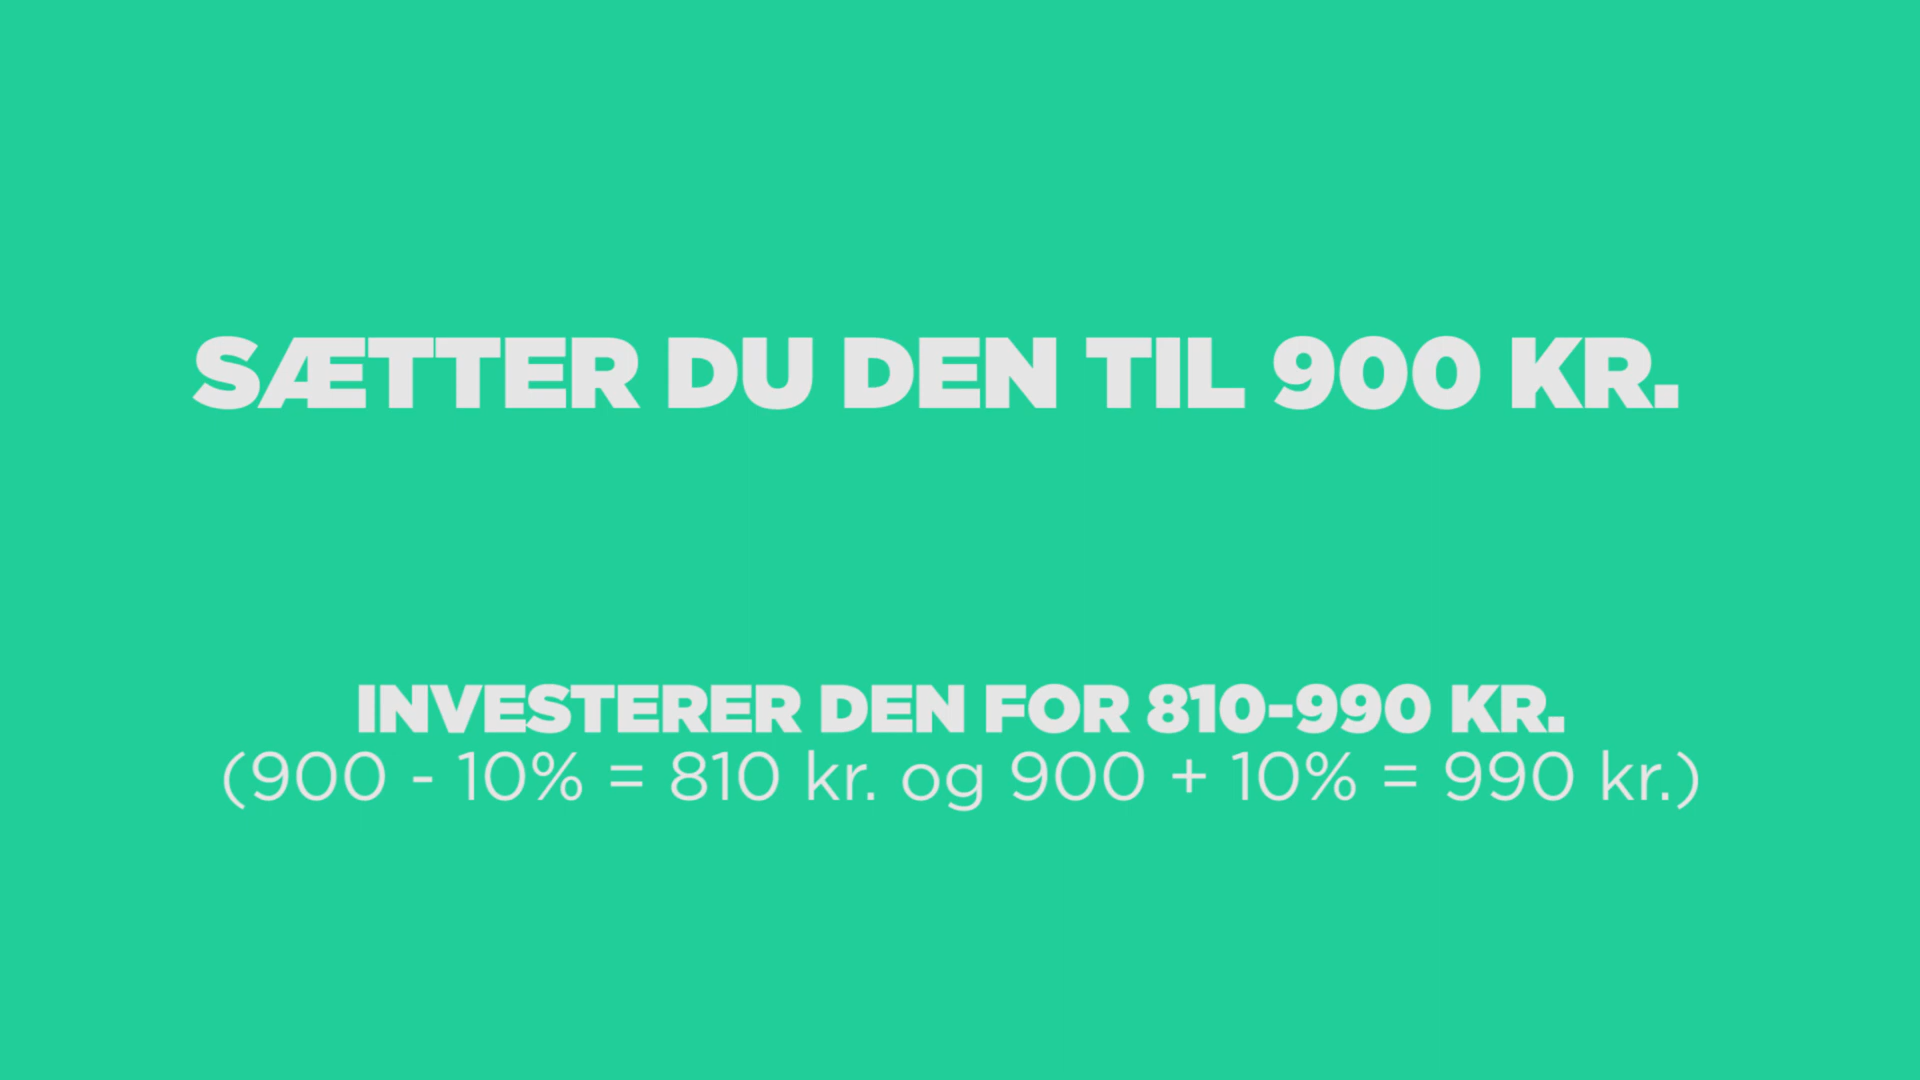 SÆTTER DU DEN TIL 900 KR.
INVESTERER DEN FOR 810-990 KR.
(900 - 10% = 810 kr. og 900 + 10% = 990 kr.)